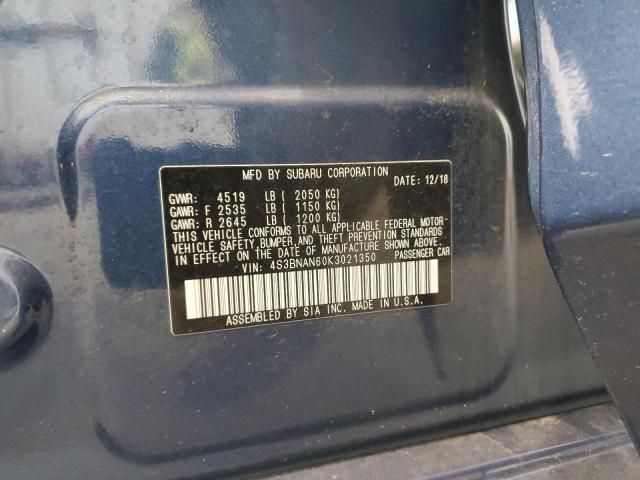 MFD BY SUBARU CORPORATION
DATE: 12/18
GVWR: 4519 LB ( 2050 KG)
GAWR: F 2535 LB ( 1150 KG)
GAWR: R 2645 LB ( 1200 KG)
THIS VEHICLE CONFORMS TO ALL APPLICABLE FEDERAL MOTOR-
VEHICLE SAFETY, BUMPER, AND THEFT PREVENTION STANDARDS
IN EFFECT ON THE DATE OF MANUFACTURE SHOWN ABOVE.
VIN: 4S3BNAN60K3021350 PASSENGER CAR
ASSEMBLED BY SIA INC. MADE IN U.S.A.